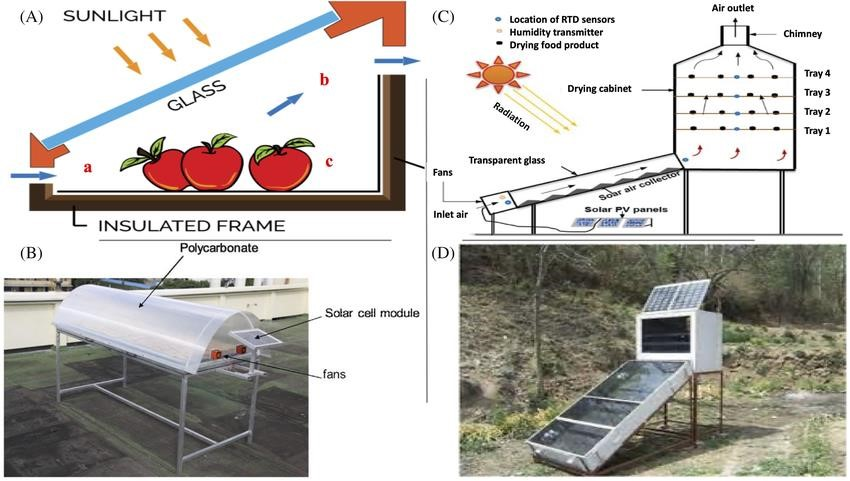 (A)
SUNLIGHT
GLASS
a
b
c
INSULATED FRAME
(B)
Polycarbonate
Solar cell module
fans
(C)
Location of RTD sensors
Humidity transmitter
Drying food product
Air outlet
Chimney
Drying cabinet
Tray 4
Tray 3
Tray 2
Tray 1
Radiation
Transparent glass
Fans
Soar air collector
Inlet air
Solar PV panels
(D)